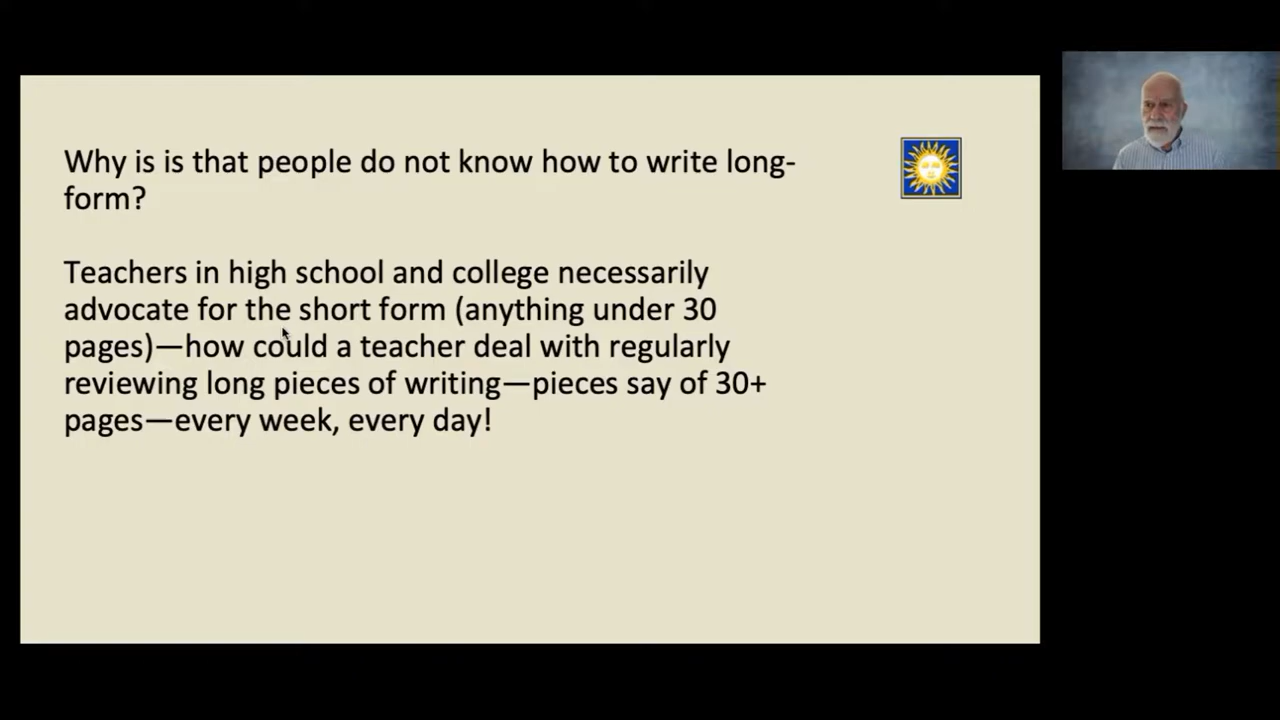 Why is is that people do not know how to write long-
form?
Teachers in high school and college necessarily
advocate for the short form (anything under 30
pages)—how could a teacher deal with regularly
reviewing long pieces of writing—pieces say of 30+
pages—every week, every day!